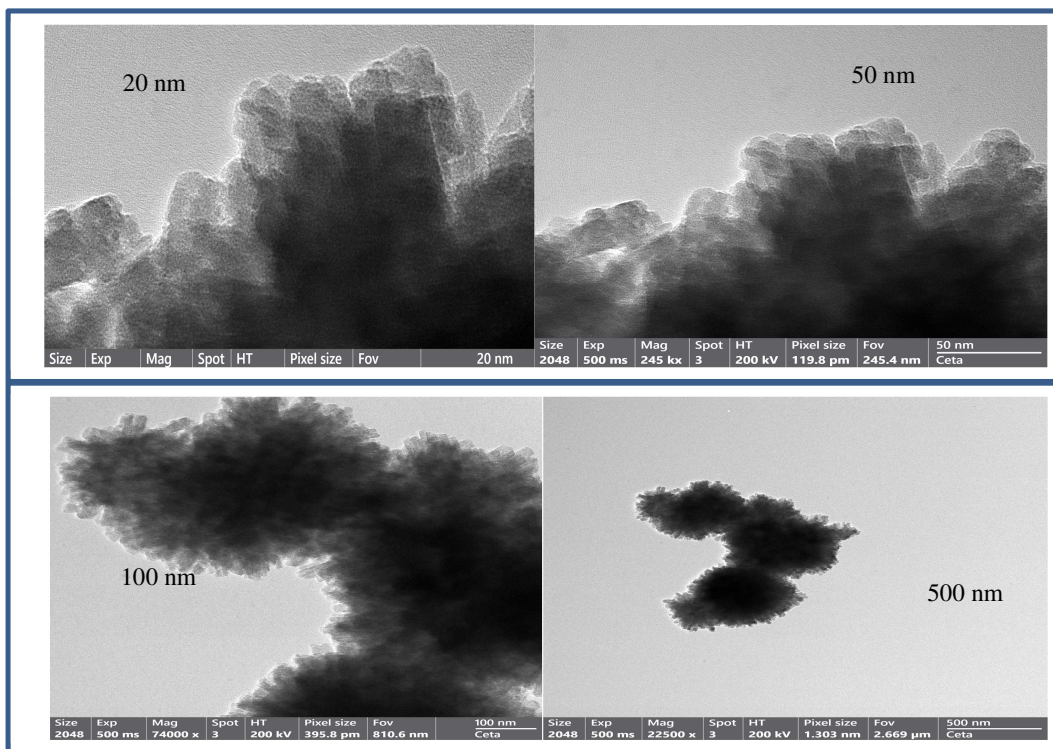 20 nm
Size Exp Mag Spot HT Pixel size Fov 20 nm
50 nm
Size Exp Mag Spot HT Pixel size Fov 50 nm
2048 500 ms 245 kx 3 200 kV 119.8 pm 245.4 nm Ceta
100 nm
Size Exp Mag Spot HT Pixel size Fov 100 nm
2048 500 ms 74000 x 3 200 kV 395.8 pm 810.6 nm Ceta
500 nm
Size Exp Mag Spot HT Pixel size Fov 500 nm
2048 500 ms 22500 x 3 200 kV 1.303 nm 2.669 µm Ceta